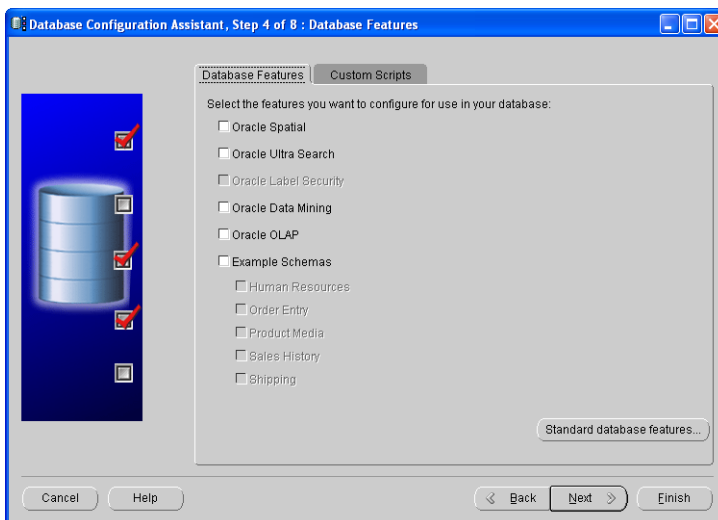 Database Configuration Assistant, Step 4 of 8 : Database Features
Database Features
Custom Scripts
Select the features you want to configure for use in your database:
Oracle Spatial
Oracle Ultra Search
Oracle Label Security
Oracle Data Mining
Oracle OLAP
Example Schemas
Human Resources
Order Entry
Product Media
Sales History
Shipping
Standard database features...
Cancel
Help
Back
Next
Finish